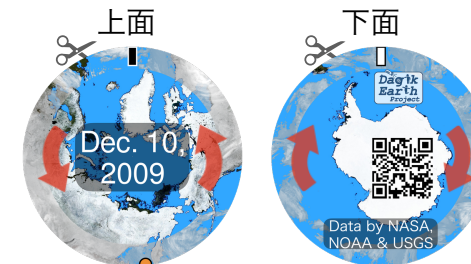 上面
下面
Dec. 10,
2009
Dagik
Earth
Project
Data by NASA,
NOAA & USGS